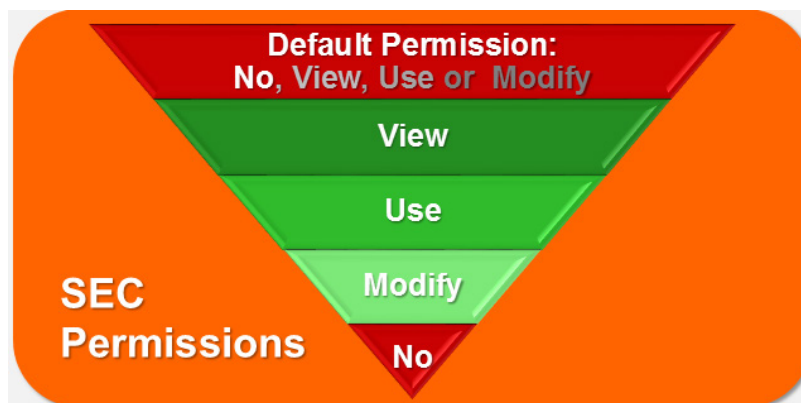 Default Permission:
No, View, Use or Modify
View
Use
Modify
No
SEC
Permissions